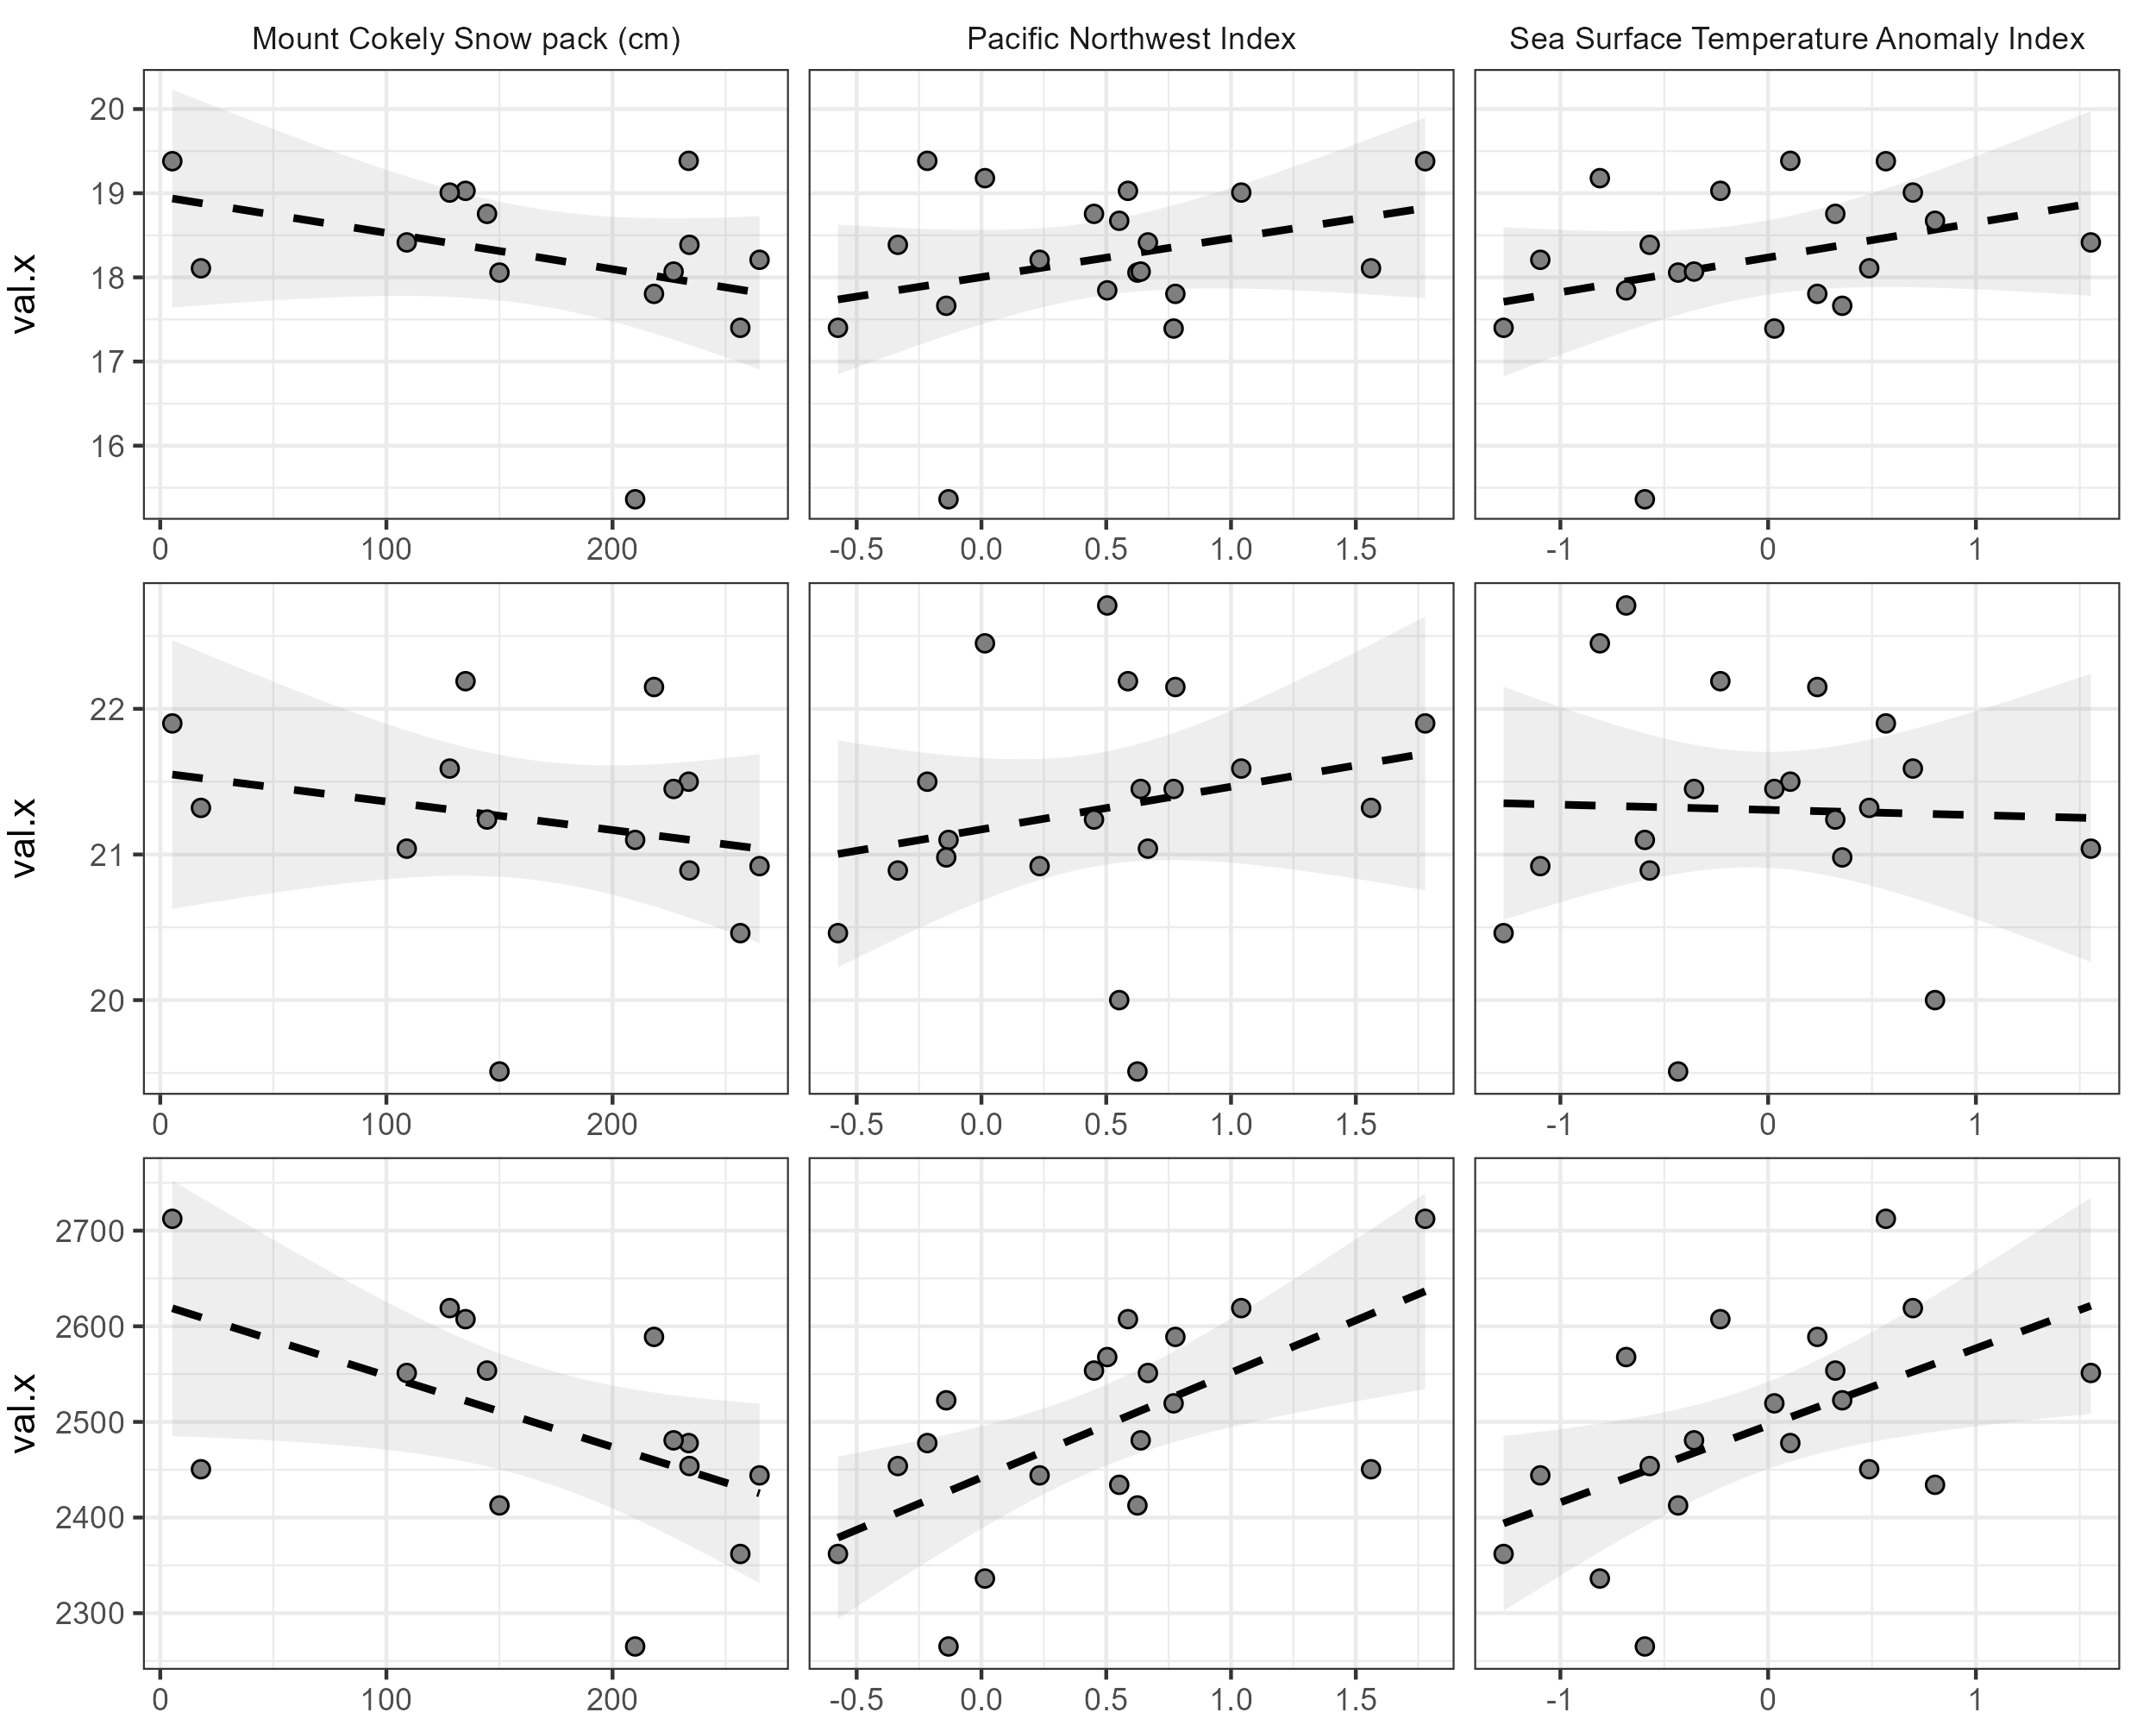 Mount Cokely Snow pack (cm) Pacific Northwest Index Sea Surface Temperature Anomaly Index
val.x
20
19
18
17
16
0 100 200 -0.5 0.0 0.5 1.0 1.5 -1 0 1
val.x
22
21
20
0 100 200 -0.5 0.0 0.5 1.0 1.5 -1 0 1
val.x
2700
2600
2500
2400
2300
0 100 200 -0.5 0.0 0.5 1.0 1.5 -1 0 1